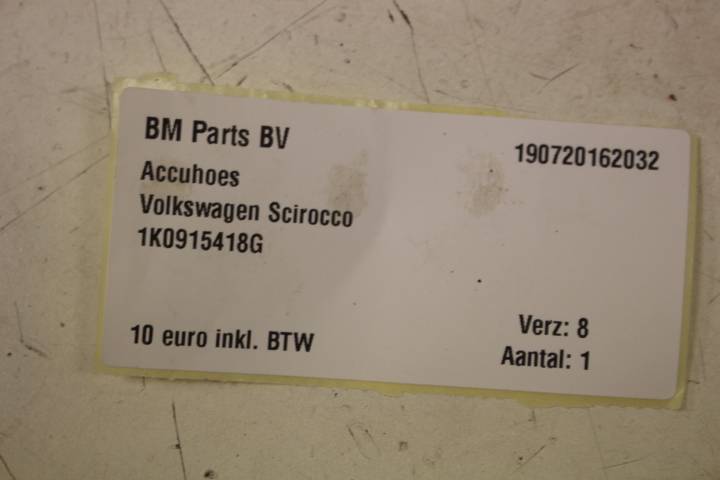 BM Parts BV
190720162032
Accuhoes
Volkswagen Scirocco
1K0915418G
10 euro inkl. BTW
Verz: 8
Aantal: 1